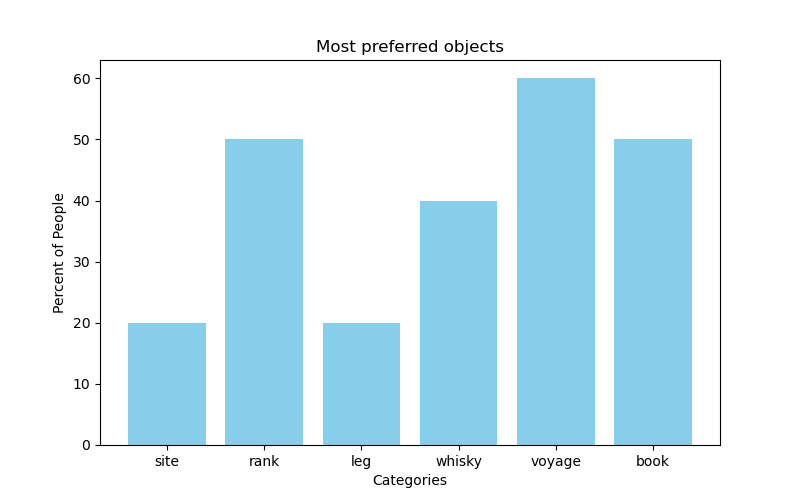 Most preferred objects
Percent of People
60
50
40
30
20
10
0
site rank leg whisky voyage book
Categories